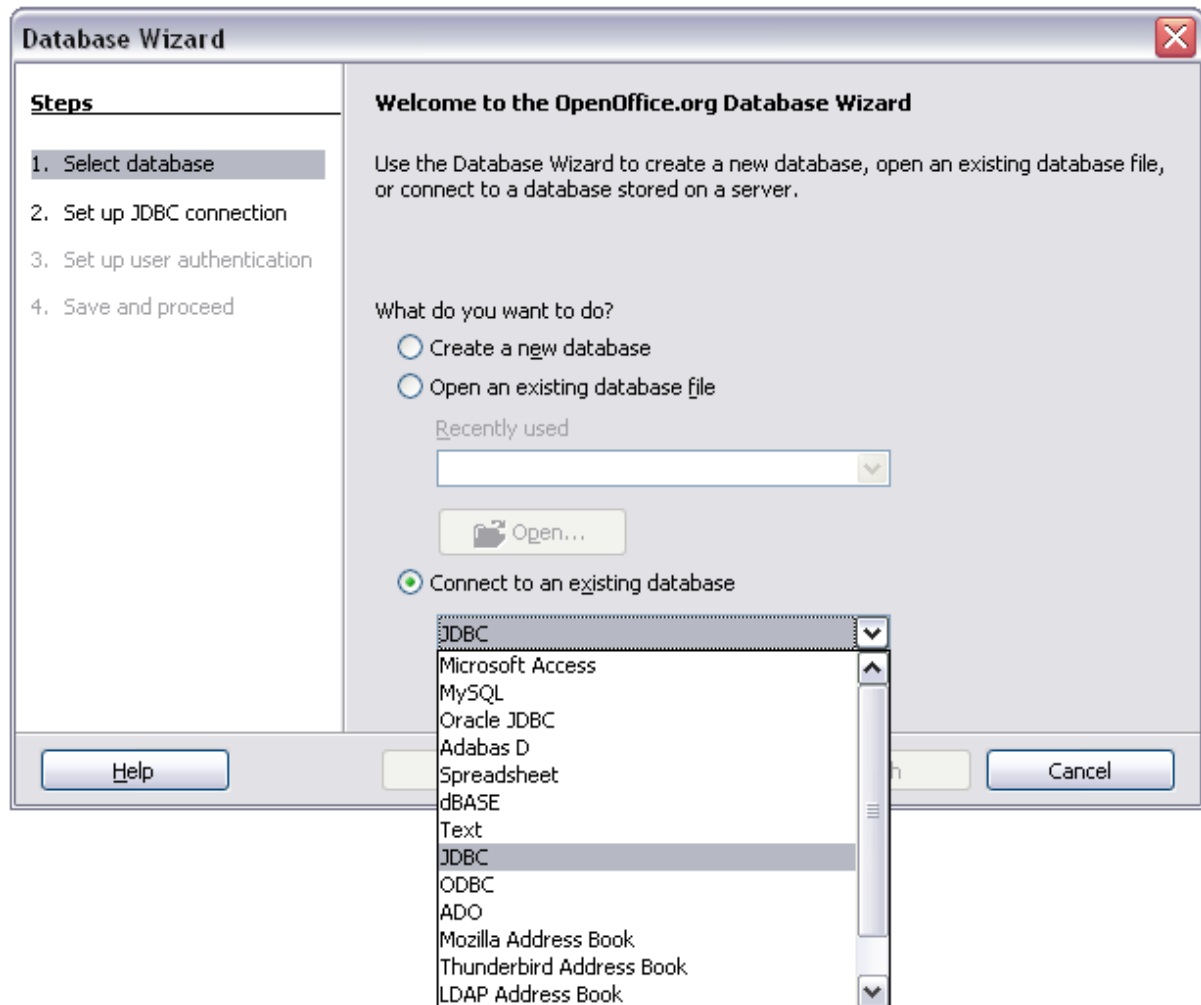 Database Wizard
Steps
1. Select database
2. Set up JDBC connection
3. Set up user authentication
4. Save and proceed
Welcome to the OpenOffice.org Database Wizard
Use the Database Wizard to create a new database, open an existing database file,
or connect to a database stored on a server.
What do you want to do?
Create a new database
Open an existing database file
Recently used
Open...
Connect to an existing database
JDBC
Microsoft Access
MySQL
Oracle JDBC
Adabas D
Spreadsheet
dBASE
Text
JDBC
ODBC
ADO
Mozilla Address Book
Thunderbird Address Book
LDAP Address Book
Help
Cancel